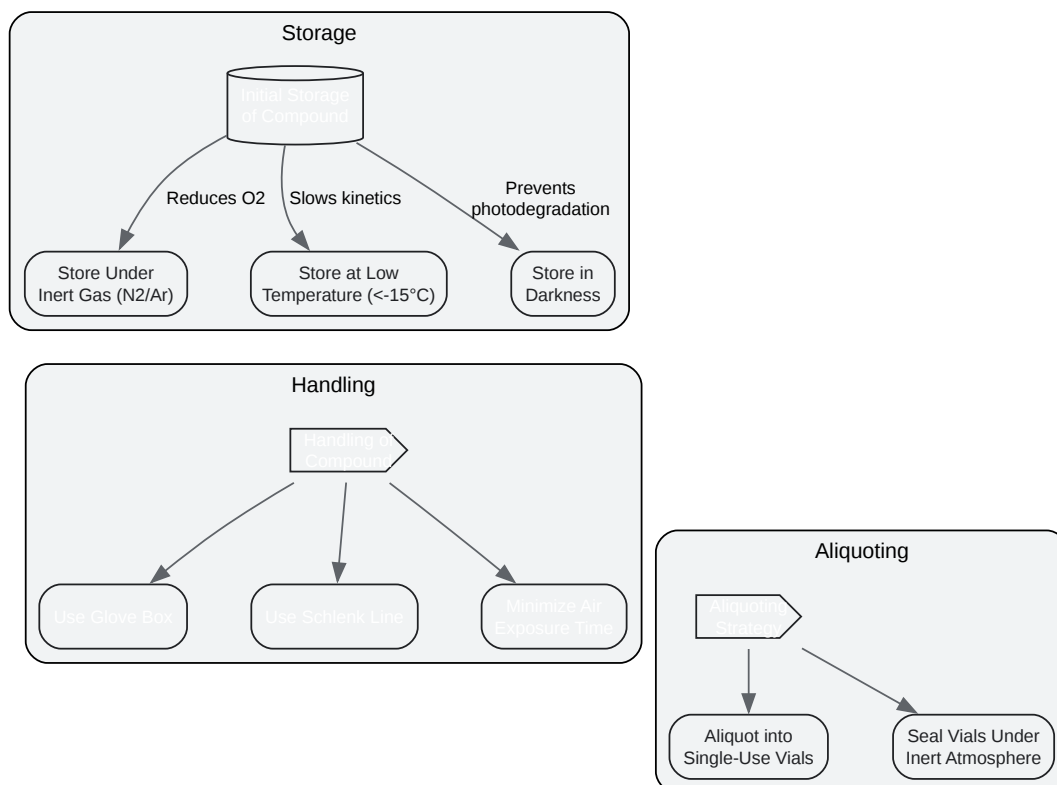 Storage
Initial Storage
of Compound
Reduces O2
Slows kinetics
Prevents
photodegradation
Store Under
Inert Gas (N2/Ar)
Store at Low
Temperature (<-15°C)
Store in
Darkness
Handling
Handling of
Compound
Use Glove Box
Use Schlenk Line
Minimize Air
Exposure Time
Aliquoting
Aliquoting
Strategy
Aliquot into
Single-Use Vials
Seal Vials Under
Inert Atmosphere